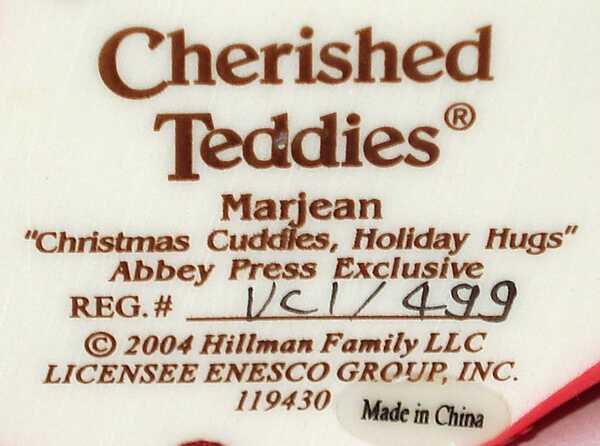 Cherished
Teddies®
Marjean
"Christmas Cuddles, Holiday Hugs"
Abbey Press Exclusive
REG.# VC1/499
© 2004 Hillman Family LLC
LICENSEE ENESCO GROUP, INC.
119430 Made in China